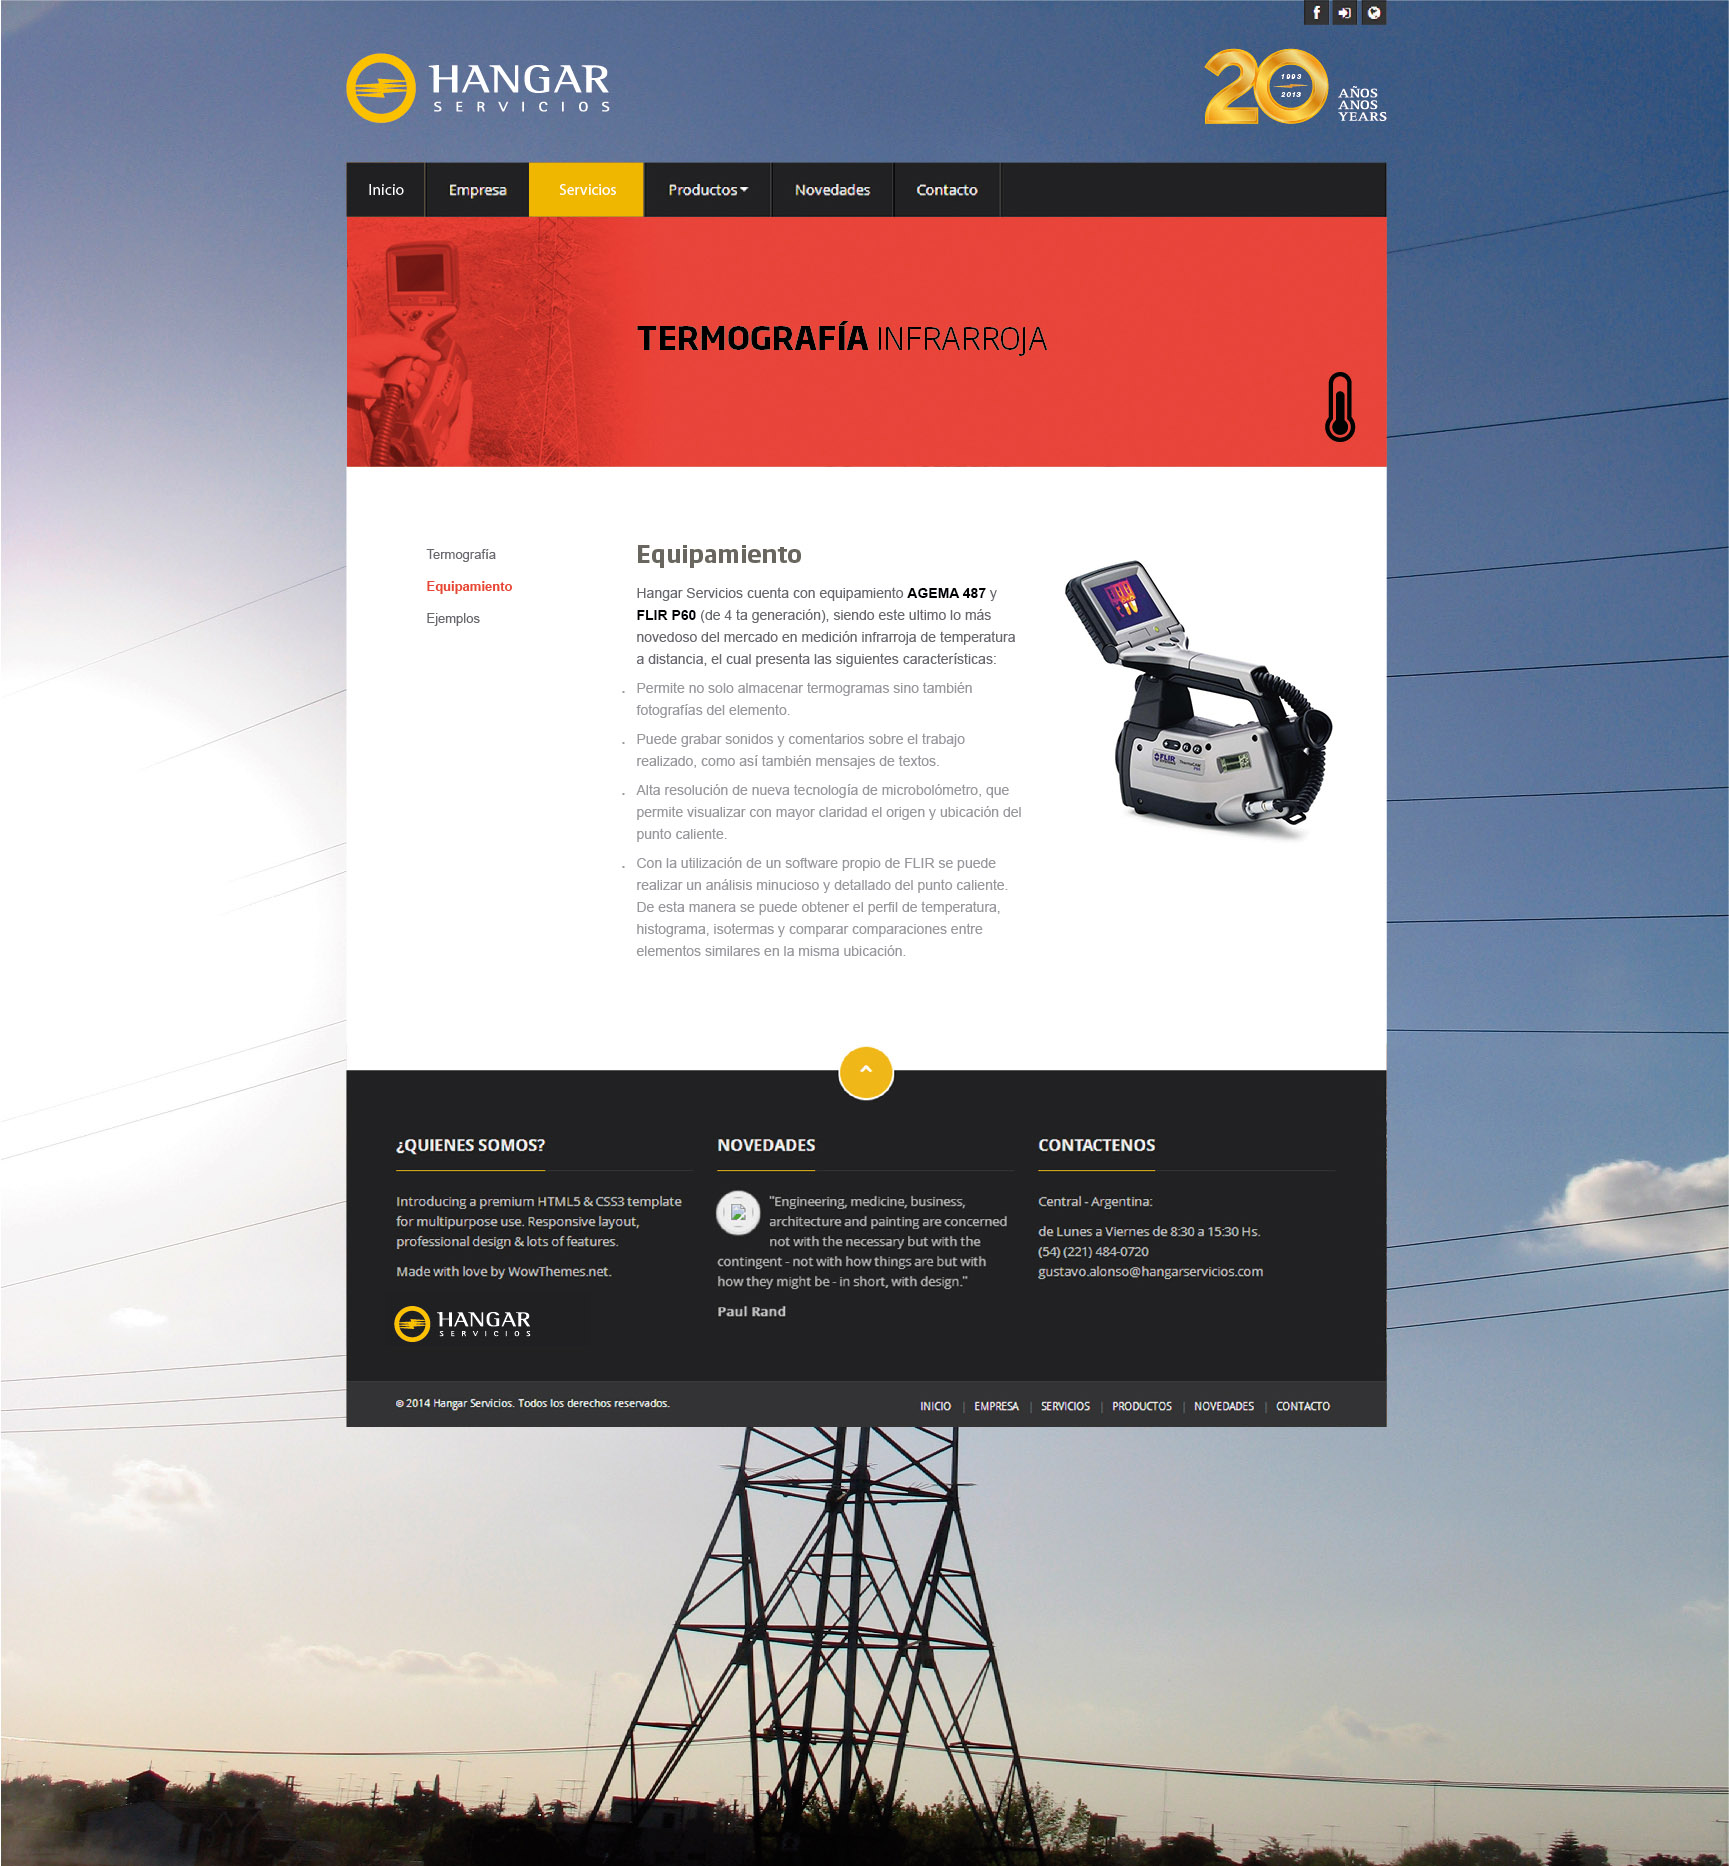 HANGAR
SERVICIOS
20
1993
2013
AÑOS
ANOS
YEARS
Inicio
Empresa
Servicios
Productos
Novedades
Contacto
TERMOGRAFÍA INFRARROJA
Termografía
Equipamiento
Ejemplos
Equipamiento
Hangar Servicios cuenta con equipamiento AGEMA 487 y
FLIR P60 (de 4 ta generación), siendo este ultimo lo más
novedoso del mercado en medición infrarroja de temperatura
a distancia, el cual presenta las siguientes características:
. Permite no solo almacenar termogramas sino también
fotografías del elemento.
. Puede grabar sonidos y comentarios sobre el trabajo
realizado, como así también mensajes de textos.
. Alta resolución de nueva tecnología de microbolómetro, que
permite visualizar con mayor claridad el origen y ubicación del
punto caliente.
. Con la utilización de un software propio de FLIR se puede
realizar un análisis minucioso y detallado del punto caliente.
De esta manera se puede obtener el perfil de temperatura,
histograma, isotermas y comparar comparaciones entre
elementos similares en la misma ubicación.
FLIR
ThermaCAM
¿QUIENES SOMOS?
Introducing a premium HTML5 & CSS3 template
for multipurpose use. Responsive layout,
professional design & lots of features.
Made with love by WowThemes.net.
HANGAR
SERVICIOS
NOVEDADES
"Engineering, medicine, business,
architecture and painting are concerned
not with the necessary but with the
contingent - not with how things are but with
how they might be - in short, with design."
Paul Rand
CONTACTENOS
Central - Argentina:
de Lunes a Viernes de 8:30 a 15:30 Hs.
(54) (221) 484-0720
gustavo.alonso@hangarservicios.com
© 2014 Hangar Servicios. Todos los derechos reservados.
INICIO | EMPRESA | SERVICIOS | PRODUCTOS | NOVEDADES | CONTACTO